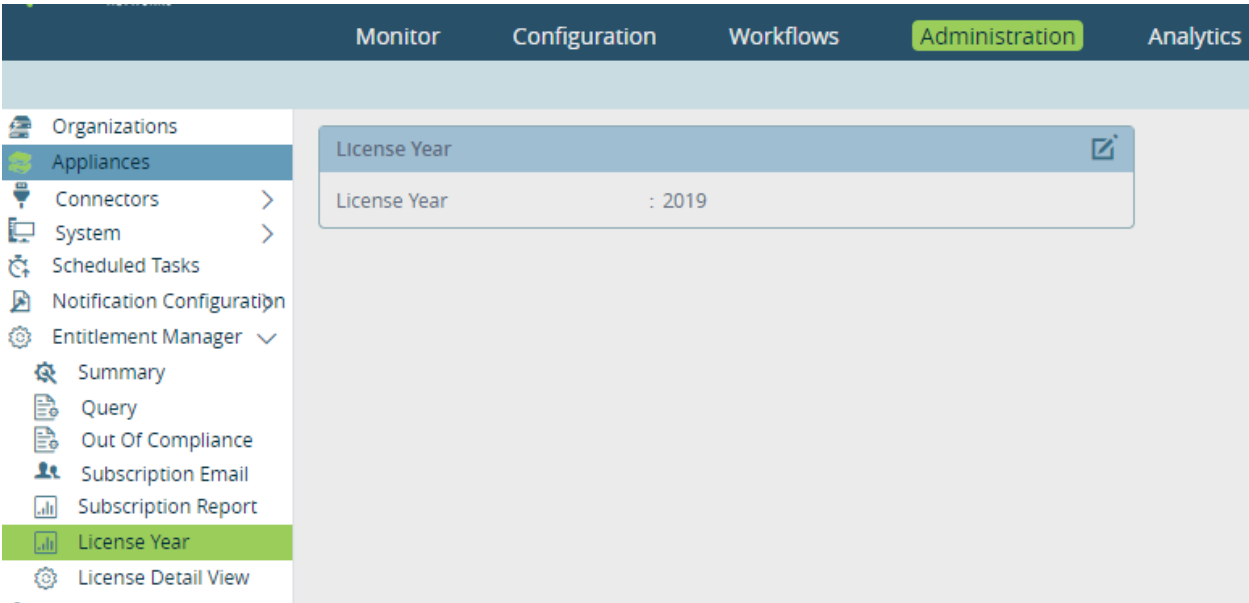 Monitor Configuration Workflows Administration Analytics
Organizations
Appliances
Connectors
System
Scheduled Tasks
Notification Configuration
Entitlement Manager
Summary
Query
Out Of Compliance
Subscription Email
Subscription Report
License Year
License Detail View
License Year
License Year : 2019